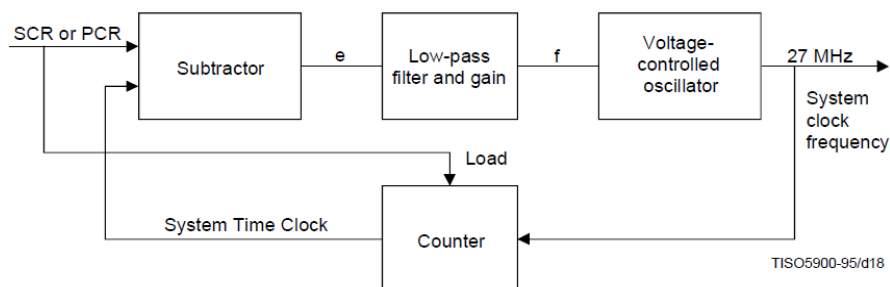 SCR or PCR
Subtractor
e
Low-pass
filter and gain
f
Voltage-
controlled
oscillator
27 MHz
System
clock
frequency
Load
System Time Clock
Counter
TISO5900-95/d18